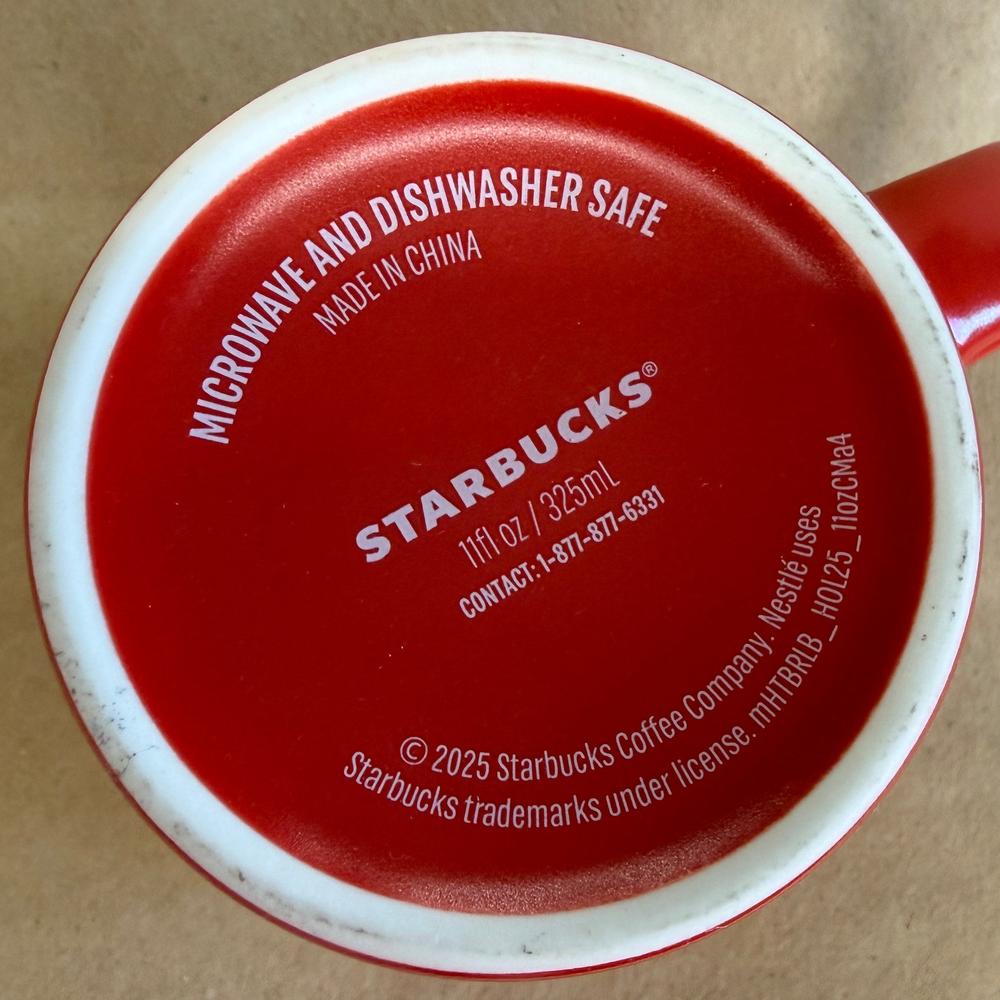 MICROWAVE AND DISHWASHER SAFE
MADE IN CHINA
STARBUCKS®
11fl oz / 325mL
CONTACT: 1-877-877-6331
© 2025 Starbucks Coffee Company. Nestlé uses
Starbucks trademarks under license. mHTBRLB_HOL25_11ozCMa4